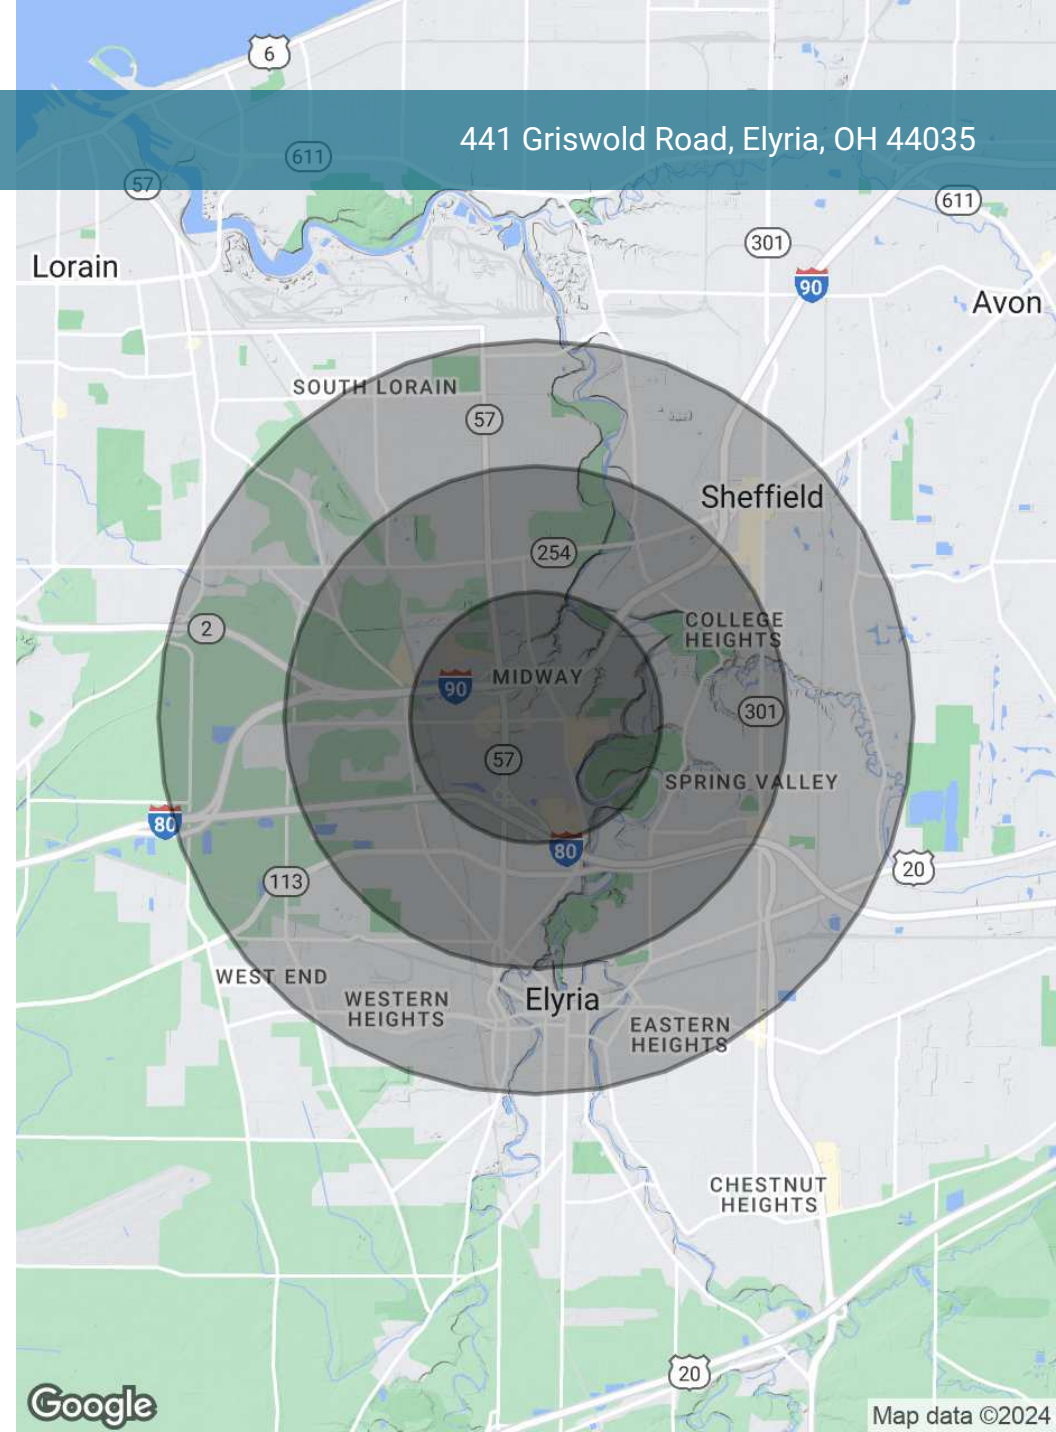 6
441 Griswold Road, Elyria, OH 44035
611
57
611
301
Lorain
90
Avon
SOUTH LORAIN
57
Sheffield
254
COLLEGE
HEIGHTS
2
MIDWAY
90
301
57
SPRING VALLEY
80
80
20
113
WEST END
WESTERN
HEIGHTS
Elyria
EASTERN
HEIGHTS
CHESTNUT
HEIGHTS
20
Google
Map data ©2024